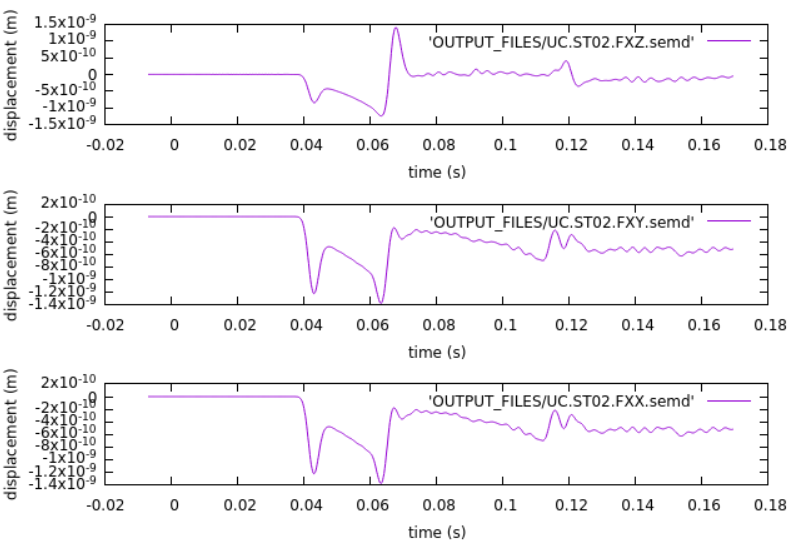 1.5x10-9
1x10-9
5x10-10
0
-5x10-10
-1x10-9
-1.5x10-9
displacement (m)
'OUTPUT_FILES/UC.ST02.FXZ.semd'
-0.02 0 0.02 0.04 0.06 0.08 0.1 0.12 0.14 0.16 0.18
time (s)
2x10-10
0
-2x10-10
-4x10-10
-6x10-10
-8x10-10
-1x10-9
-1.2x10-9
-1.4x10-9
displacement (m)
'OUTPUT_FILES/UC.ST02.FXY.semd'
-0.02 0 0.02 0.04 0.06 0.08 0.1 0.12 0.14 0.16 0.18
time (s)
2x10-10
0
-2x10-10
-4x10-10
-6x10-10
-8x10-10
-1x10-9
-1.2x10-9
-1.4x10-9
displacement (m)
'OUTPUT_FILES/UC.ST02.FXX.semd'
-0.02 0 0.02 0.04 0.06 0.08 0.1 0.12 0.14 0.16 0.18
time (s)